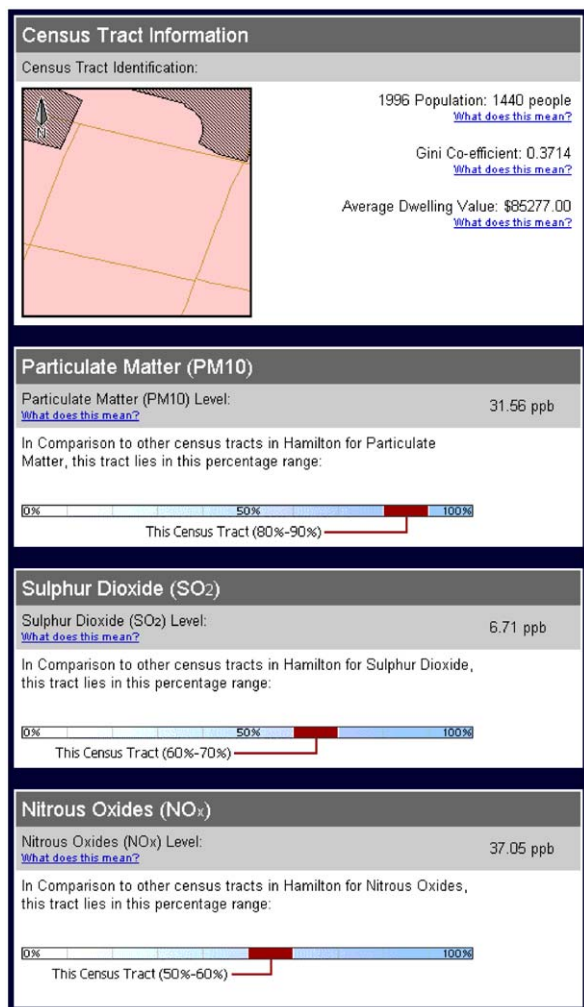 Census Tract Information
Census Tract Identification:
N
1996 Population: 1440 people
What does this mean?
Gini Co-efficient: 0.3714
What does this mean?
Average Dwelling Value: $85277.00
What does this mean?
Particulate Matter (PM10)
Particulate Matter (PM10) Level:
31.56 ppb
What does this mean?
In Comparison to other census tracts in Hamilton for Particulate
Matter, this tract lies in this percentage range:
0% 50% 100%
This Census Tract (80%-90%)
Sulphur Dioxide (SO2)
Sulphur Dioxide (SO2) Level:
6.71 ppb
What does this mean?
In Comparison to other census tracts in Hamilton for Sulphur Dioxide,
this tract lies in this percentage range:
0% 50% 100%
This Census Tract (60%-70%)
Nitrous Oxides (NOx)
Nitrous Oxides (NOx) Level:
37.05 ppb
What does this mean?
In Comparison to other census tracts in Hamilton for Nitrous Oxides,
this tract lies in this percentage range:
0% 100%
This Census Tract (50%-60%)